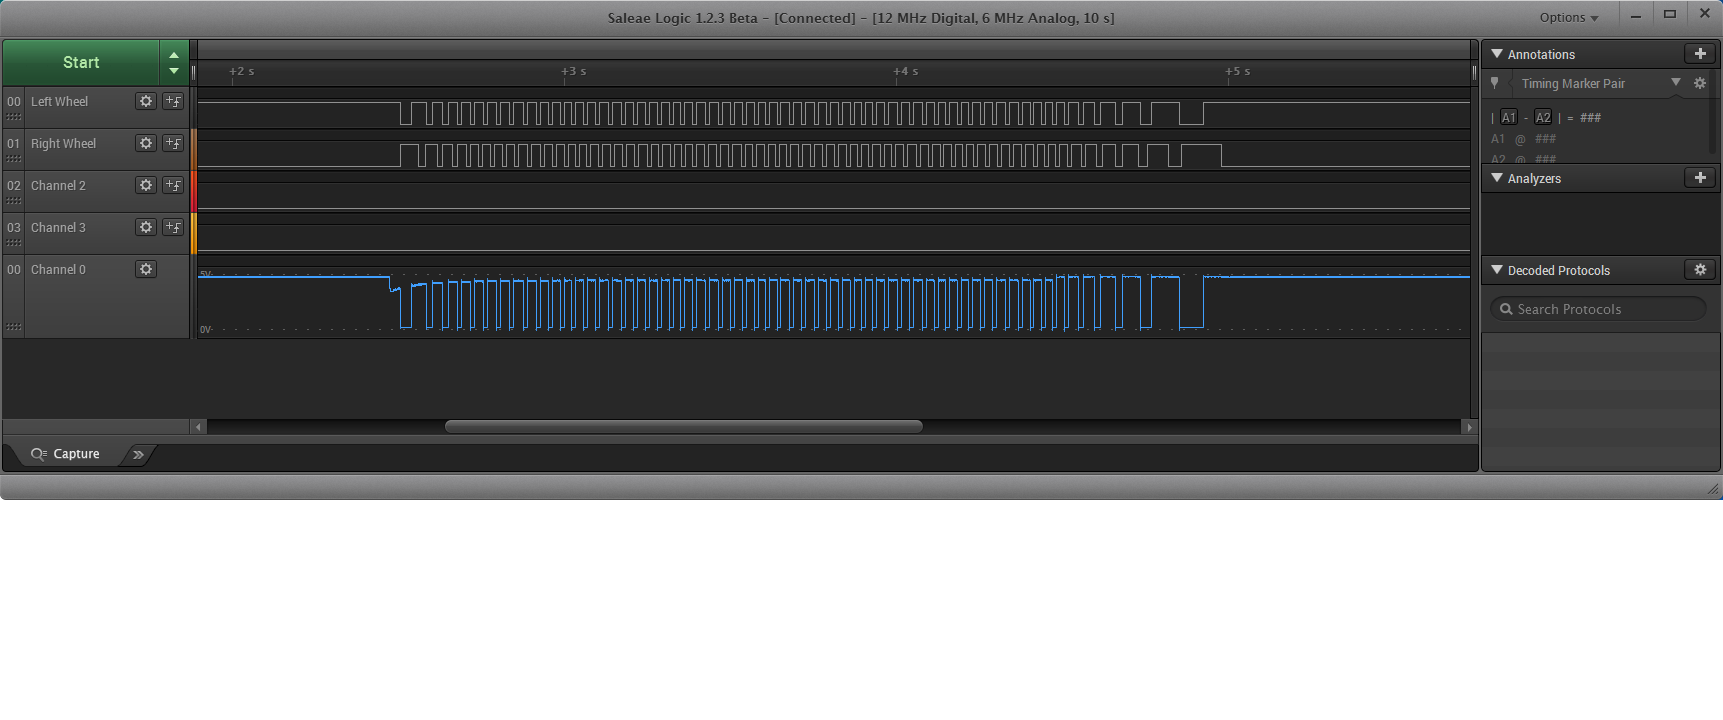 Saleae Logic 1.2.3 Beta - [Connected] - [12 MHz Digital, 6 MHz Analog, 10 s]
Options
Start
+2 s
+3 s
+4 s
+5 s
00 Left Wheel
01 Right Wheel
02 Channel 2
03 Channel 3
00 Channel 0
5V
0V
Capture
Annotations
Timing Marker Pair
| A1 - A2 | = ###
A1 @ ###
A2 @ ###
Analyzers
Decoded Protocols
Search Protocols